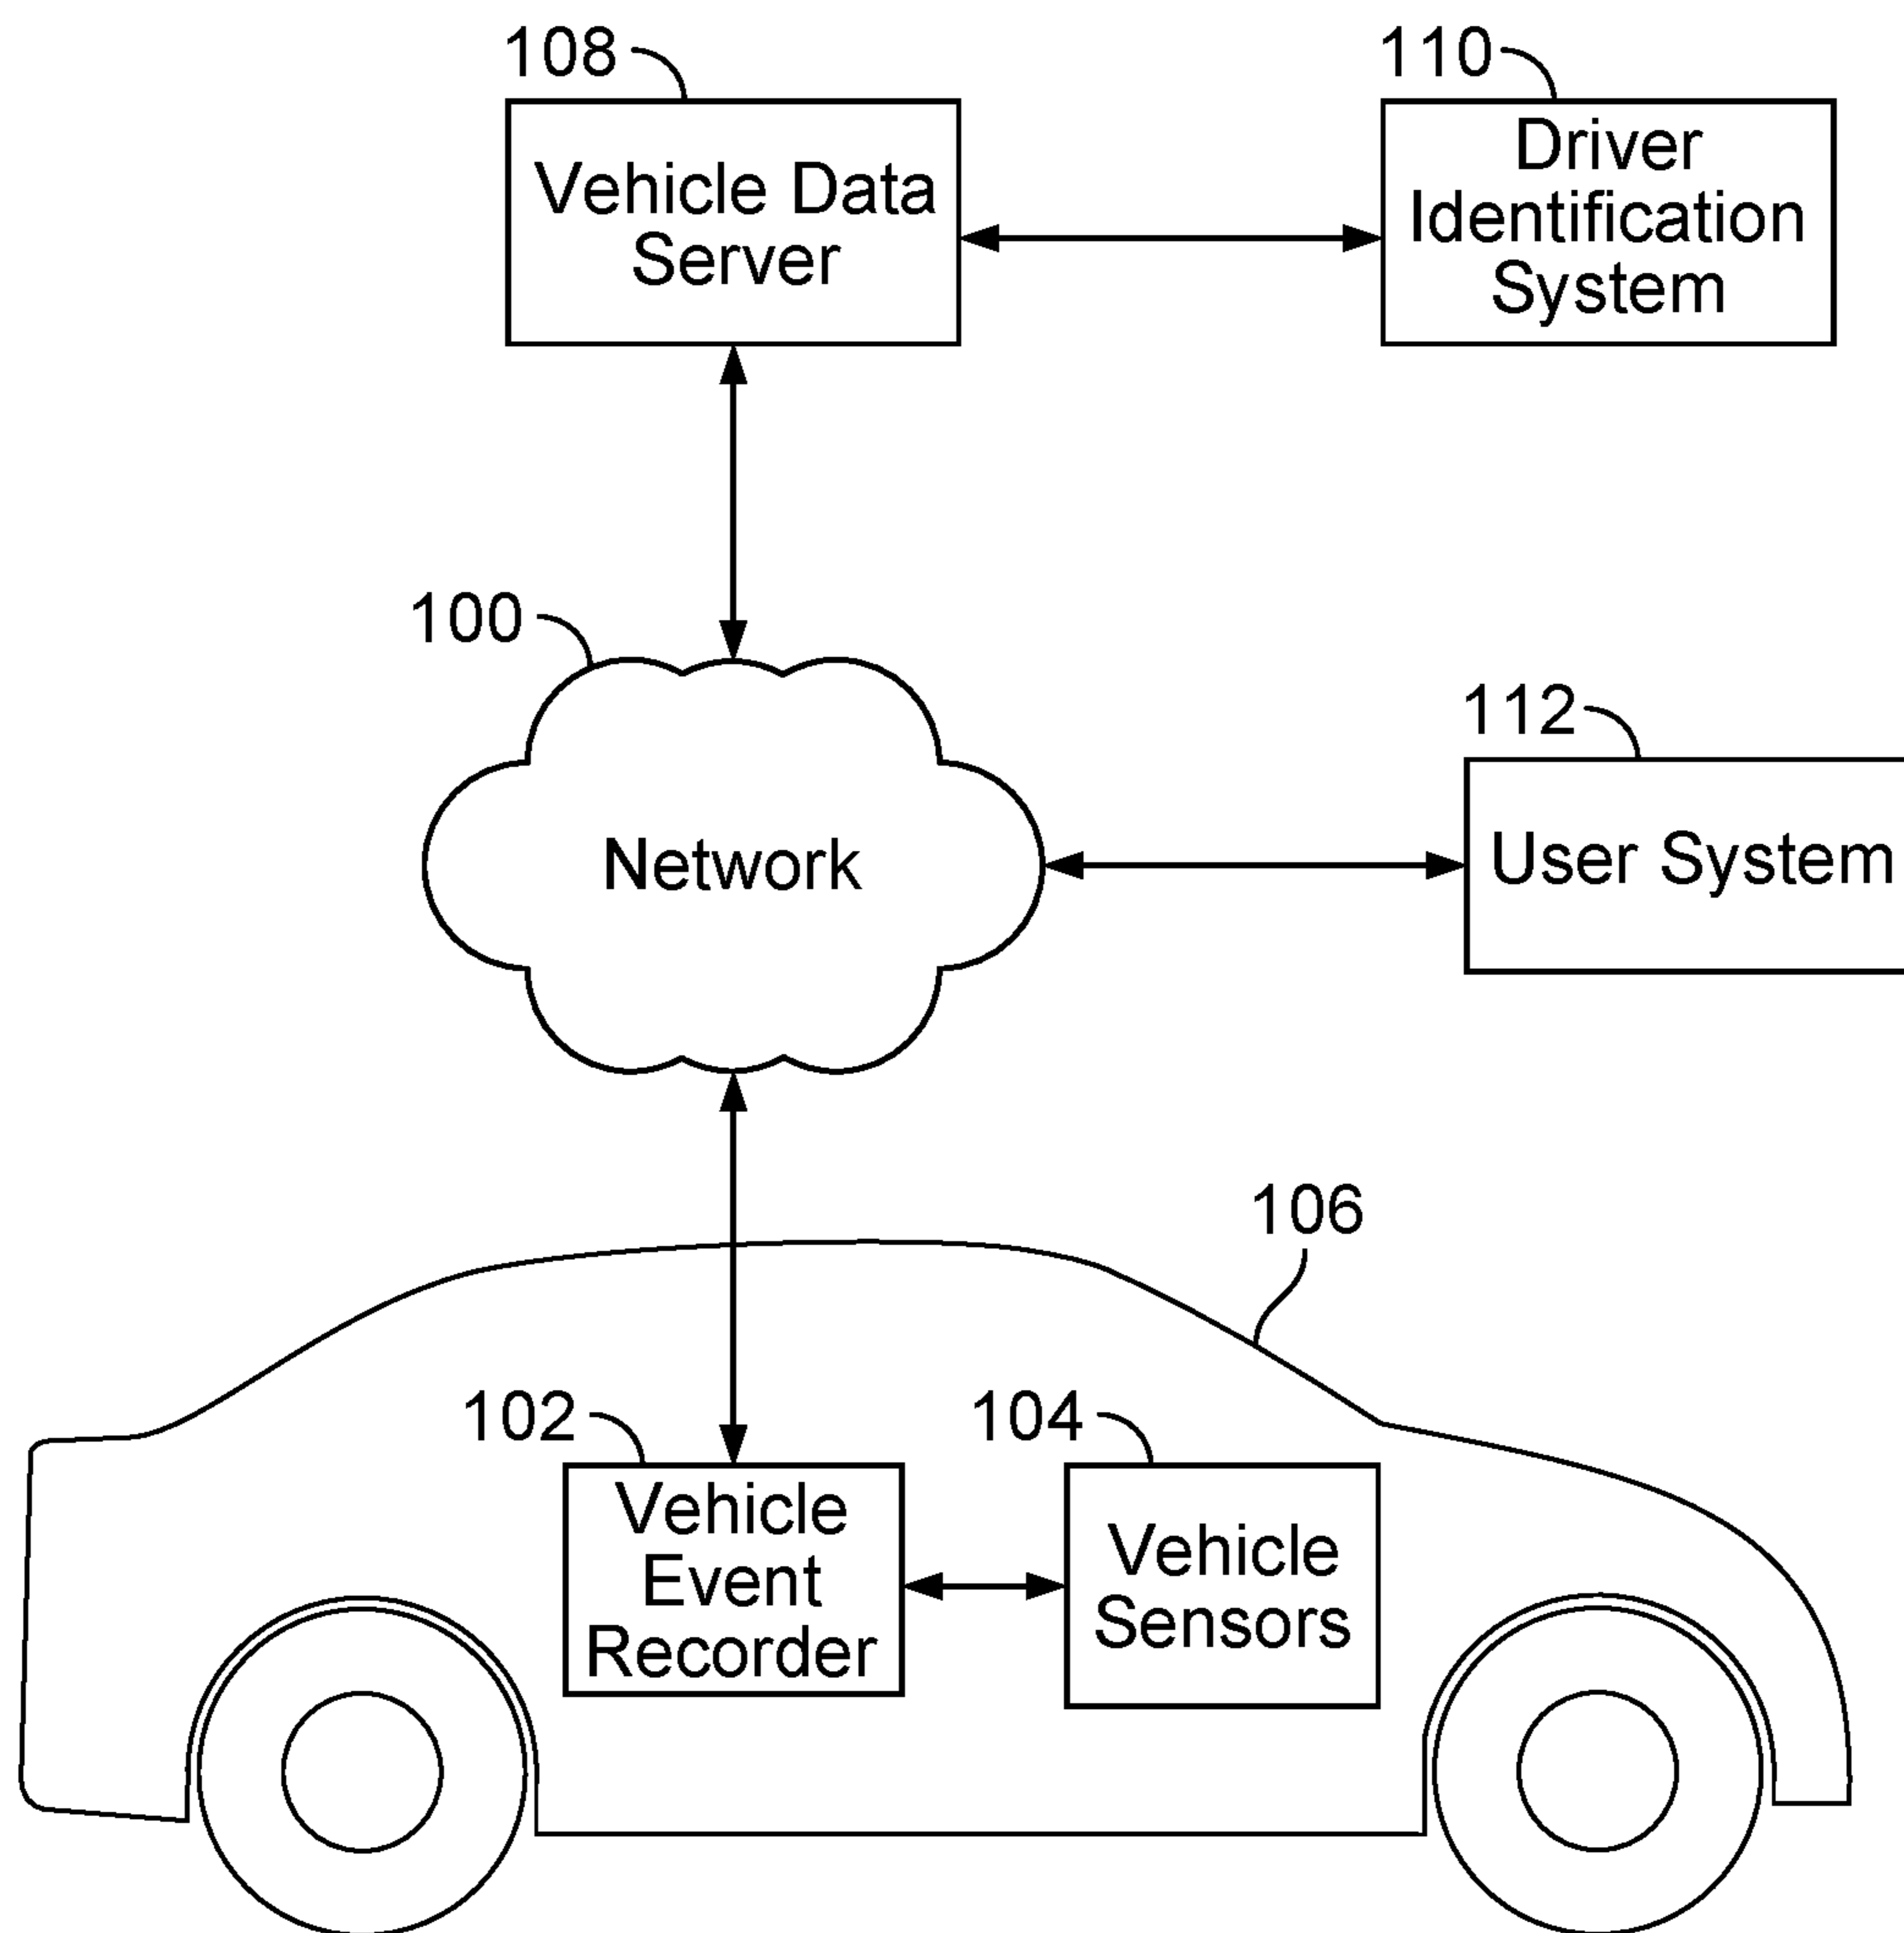 108
110
Vehicle Data
Server
Driver
Identification
System
100
112
Network
User System
106
102
104
Vehicle
Event
Recorder
Vehicle
Sensors